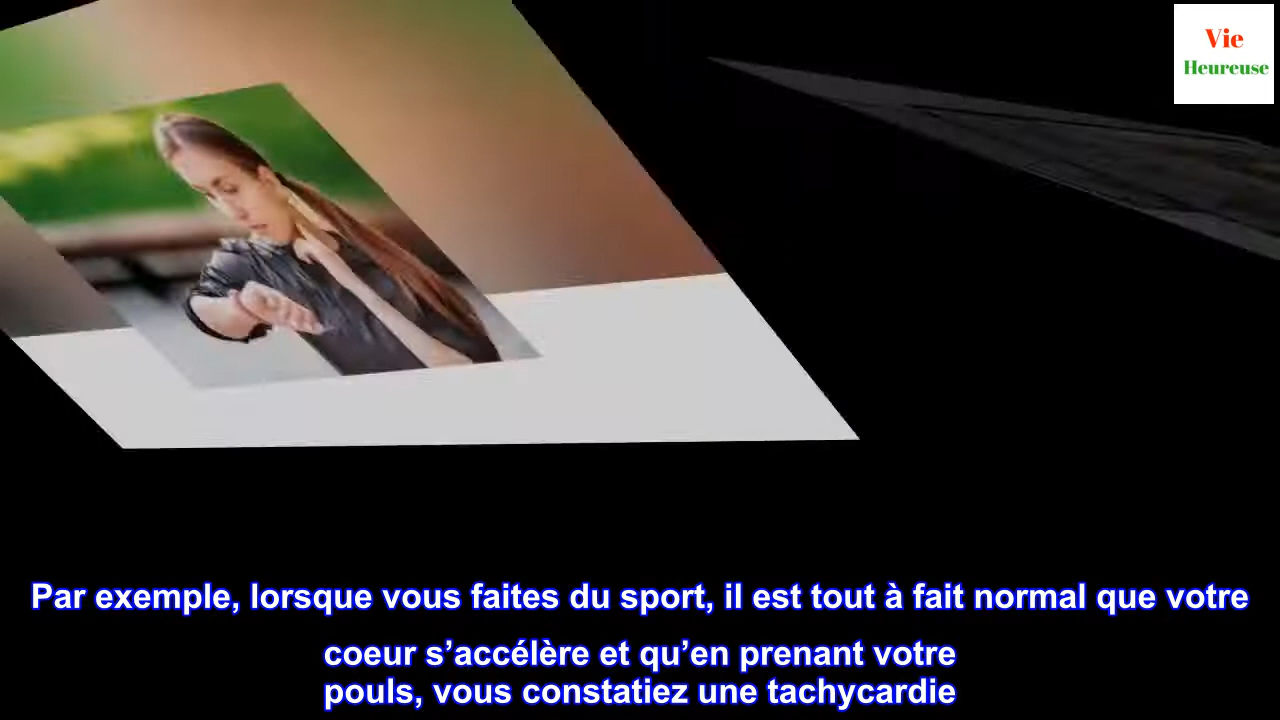 Vie
Heureuse
Par exemple, lorsque vous faites du sport, il est tout à fait normal que votre
coeur s’accélère et qu’en prenant votre
pouls, vous constatiez une tachycardie